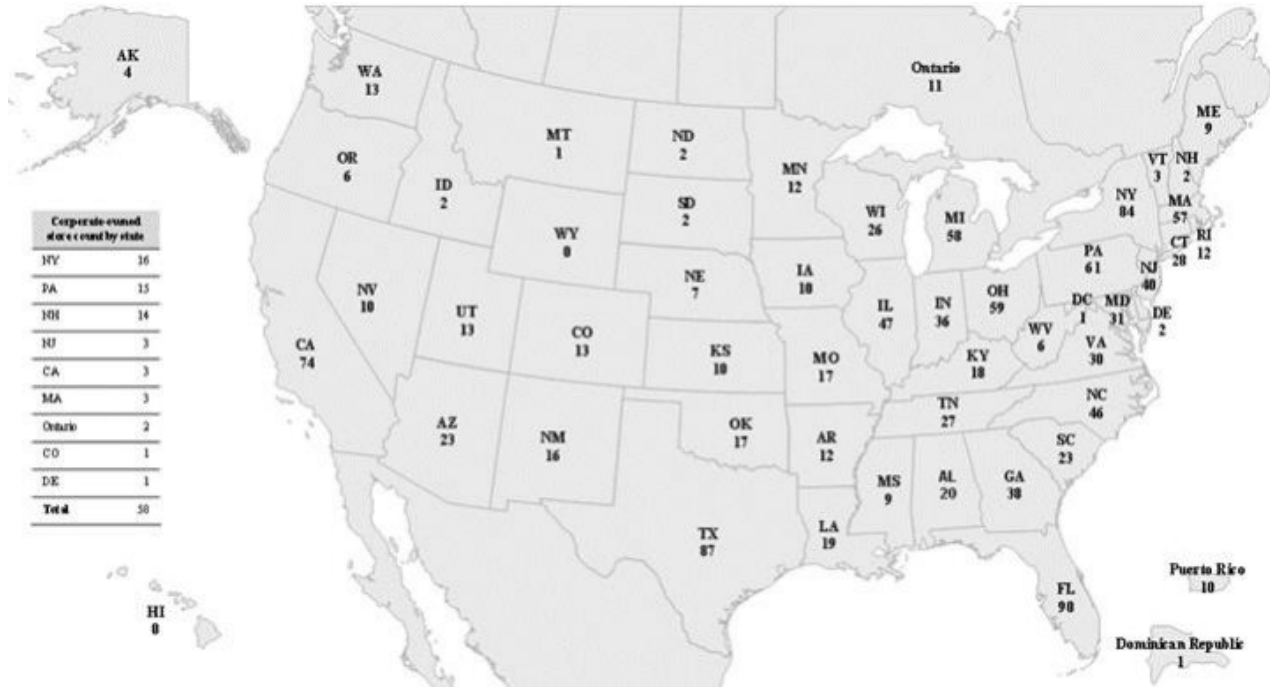 AK
4
WA
13
Ontario
11
MT
1
ND
2
ME
9
OR
6
ID
2
MN
12
VT
3
NH
2
NY
84
MA
57
SD
2
WI
26
MI
58
WY
RI
12
CT
28
Corporate-owned
store count by state
NY 16
PA 15
NH 14
NJ 3
CA 3
MA 3
Ontario 2
CO 1
DE 1
Total 58
PA
61
NJ
40
NE
7
IA
10
NV
10
UT
13
CO
13
IL
47
IN
36
OH
59
DC
1
MD
31
DE
2
WV
6
VA
30
CA
74
KS
10
MO
17
KY
18
NC
46
TN
27
AZ
23
NM
16
OK
17
AR
12
SC
23
MS
9
AL
20
GA
38
TX
87
LA
19
FL
98
Puerto Rico
10
HI
Dominican Republic
1